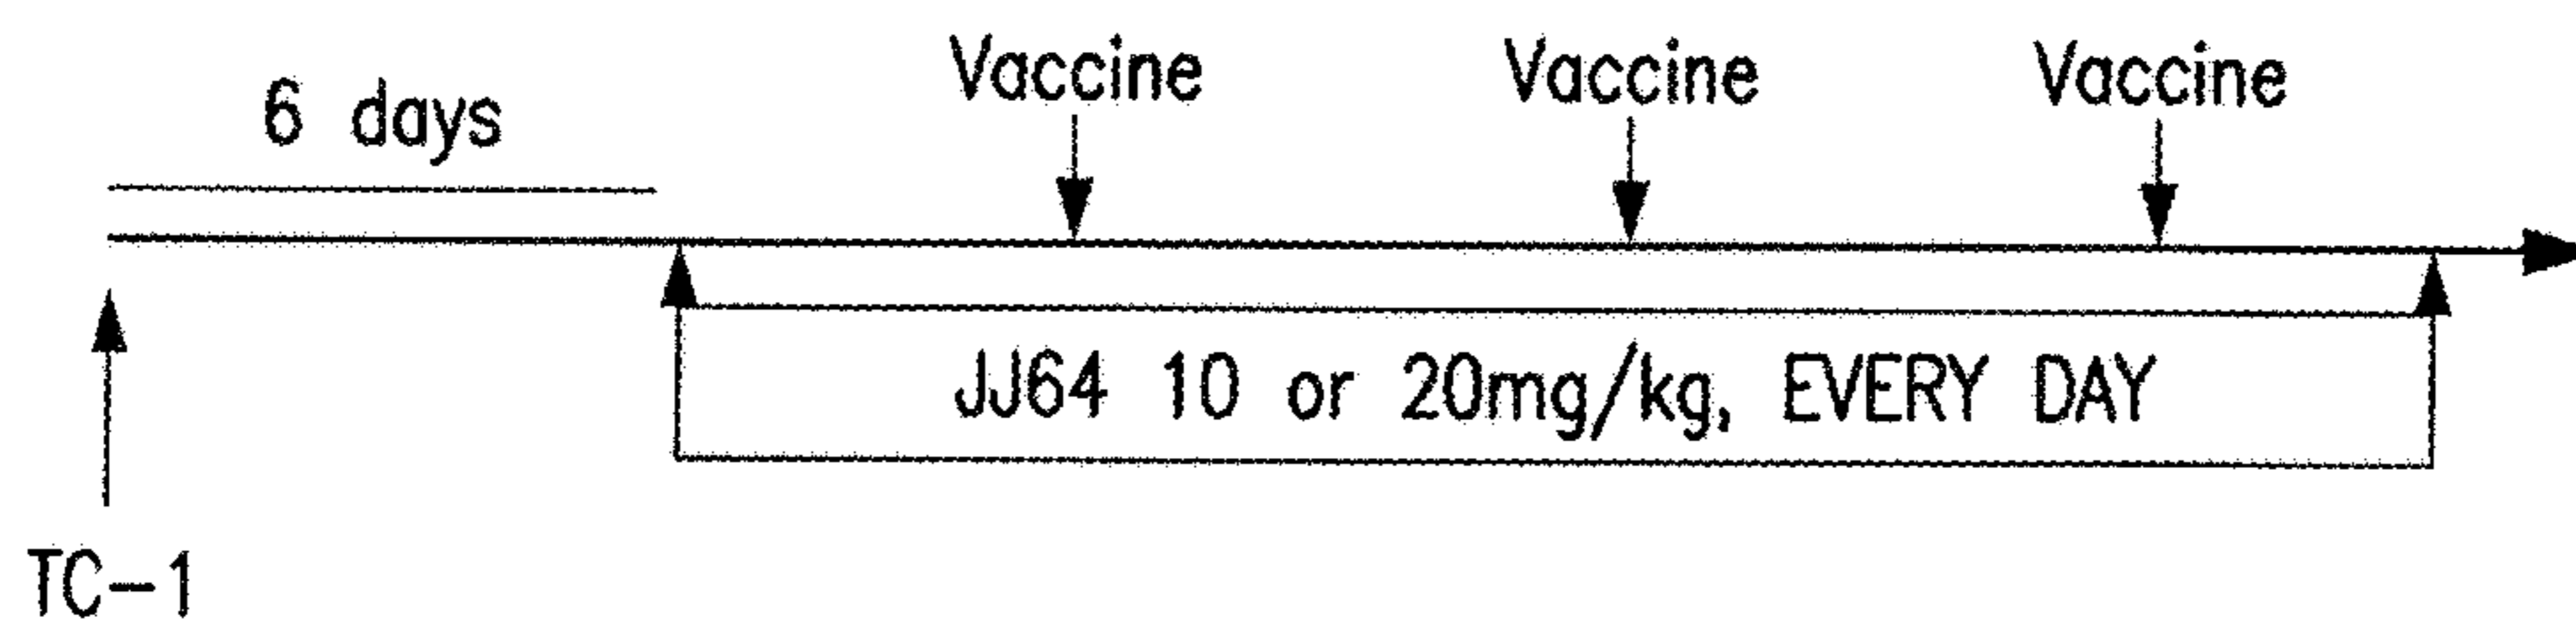 Vaccine Vaccine Vaccine
6 days
JJ64 10 or 20mg/kg, EVERY DAY
TC-1